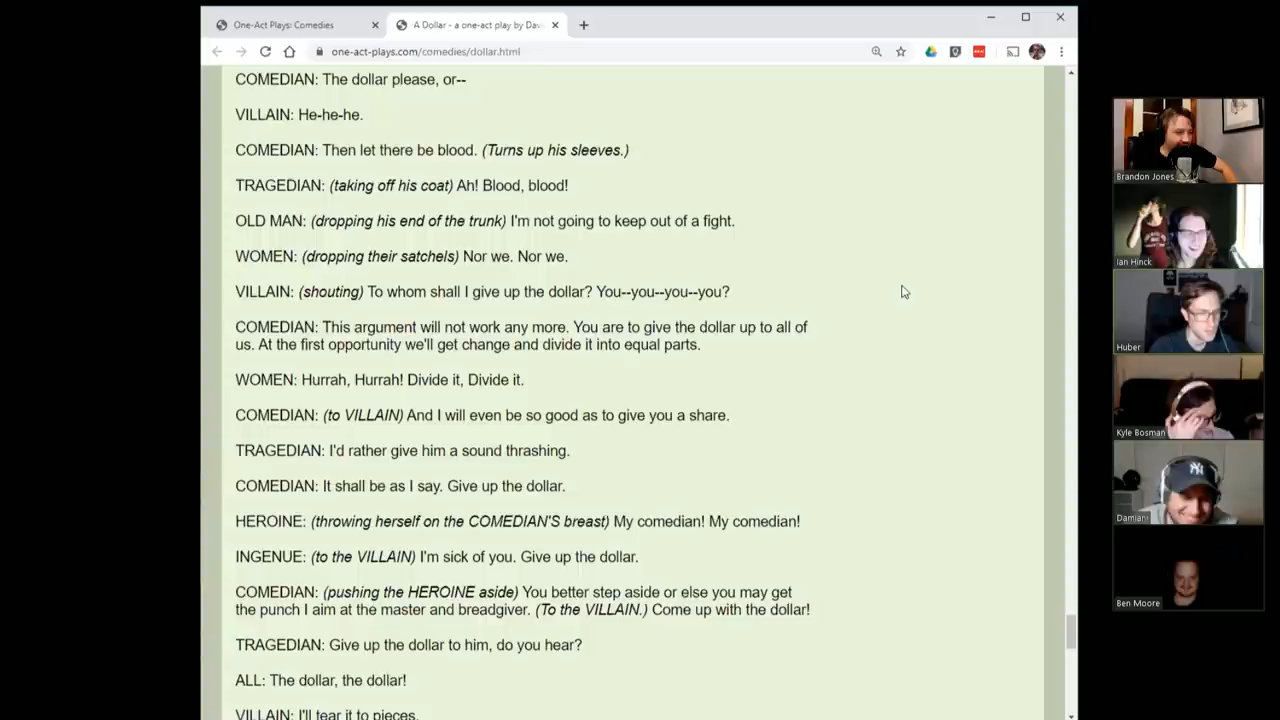 One-Act Plays: Comedies
A Dollar - a one-act play by Dav
one-act-plays.com/comedies/dollar.html
COMEDIAN: The dollar please, or--
VILLAIN: He-he-he.
COMEDIAN: Then let there be blood. (Turns up his sleeves.)
TRAGEDIAN: (taking off his coat) Ah! Blood, blood!
OLD MAN: (dropping his end of the trunk) I'm not going to keep out of a fight.
WOMEN: (dropping their satchels) Nor we. Nor we.
VILLAIN: (shouting) To whom shall I give up the dollar? You--you--you--you?
COMEDIAN: This argument will not work any more. You are to give the dollar up to all of
us. At the first opportunity we'll get change and divide it into equal parts.
WOMEN: Hurrah, Hurrah! Divide it, Divide it.
COMEDIAN: (to VILLAIN) And I will even be so good as to give you a share.
TRAGEDIAN: I'd rather give him a sound thrashing.
COMEDIAN: It shall be as I say. Give up the dollar.
HEROINE: (throwing herself on the COMEDIAN'S breast) My comedian! My comedian!
INGENUE: (to the VILLAIN) I'm sick of you. Give up the dollar.
COMEDIAN: (pushing the HEROINE aside) You better step aside or else you may get
the punch I aim at the master and breadgiver. (To the VILLAIN.) Come up with the dollar!
TRAGEDIAN: Give up the dollar to him, do you hear?
ALL: The dollar, the dollar!
VILLAIN: I'll tear it to pieces.
Brandon Jones
Ian Hinck
Huber
Kyle Bosman
NY
Damiani
Ben Moore